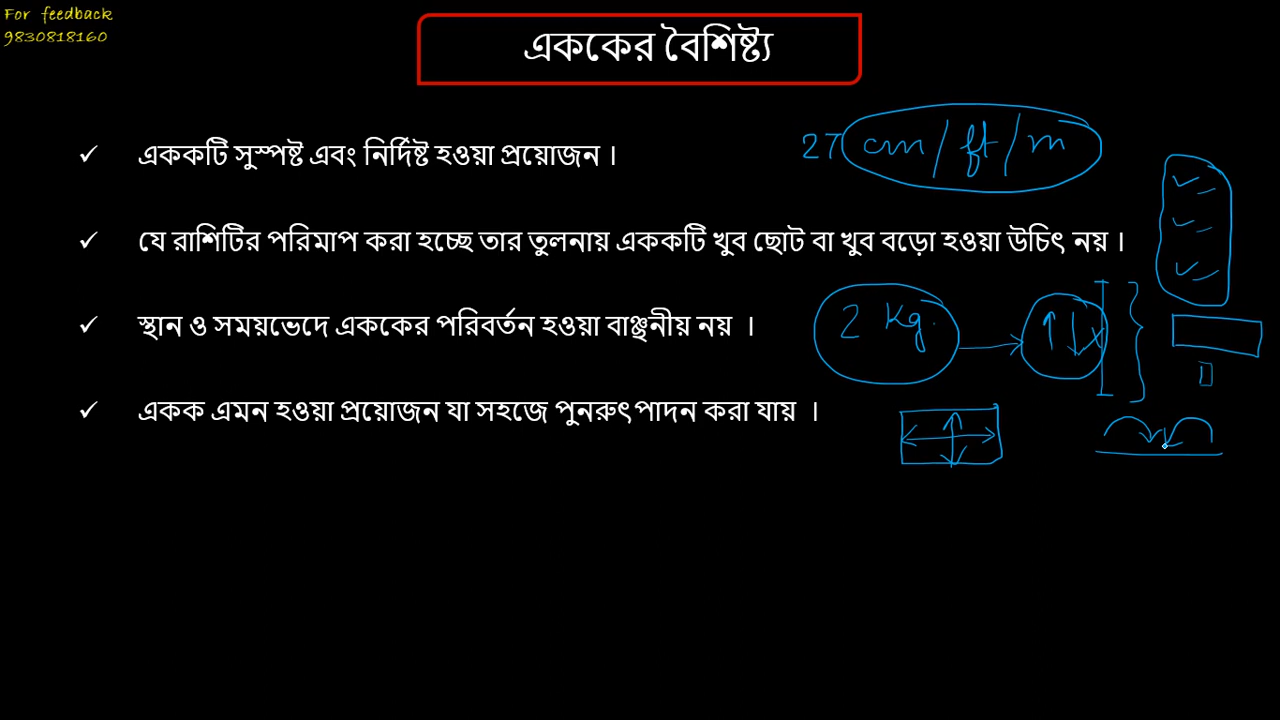 For feedback
9830818160
এককের বৈশিষ্ট্য
✓ এককটি সুস্পষ্ট এবং নির্দিষ্ট হওয়া প্রয়োজন ।
27 cm / ft / m
✓ যে রাশিটির পরিমাপ করা হচ্ছে তার তুলনায় এককটি খুব ছোট বা খুব বড়ো হওয়া উচিৎ নয় ।
✓ স্থান ও সময়ভেদে এককের পরিবর্তন হওয়া বাঞ্ছনীয় নয় ।
2 Kg.
✓ একক এমন হওয়া প্রয়োজন যা সহজে পুনরুৎপাদন করা যায় ।